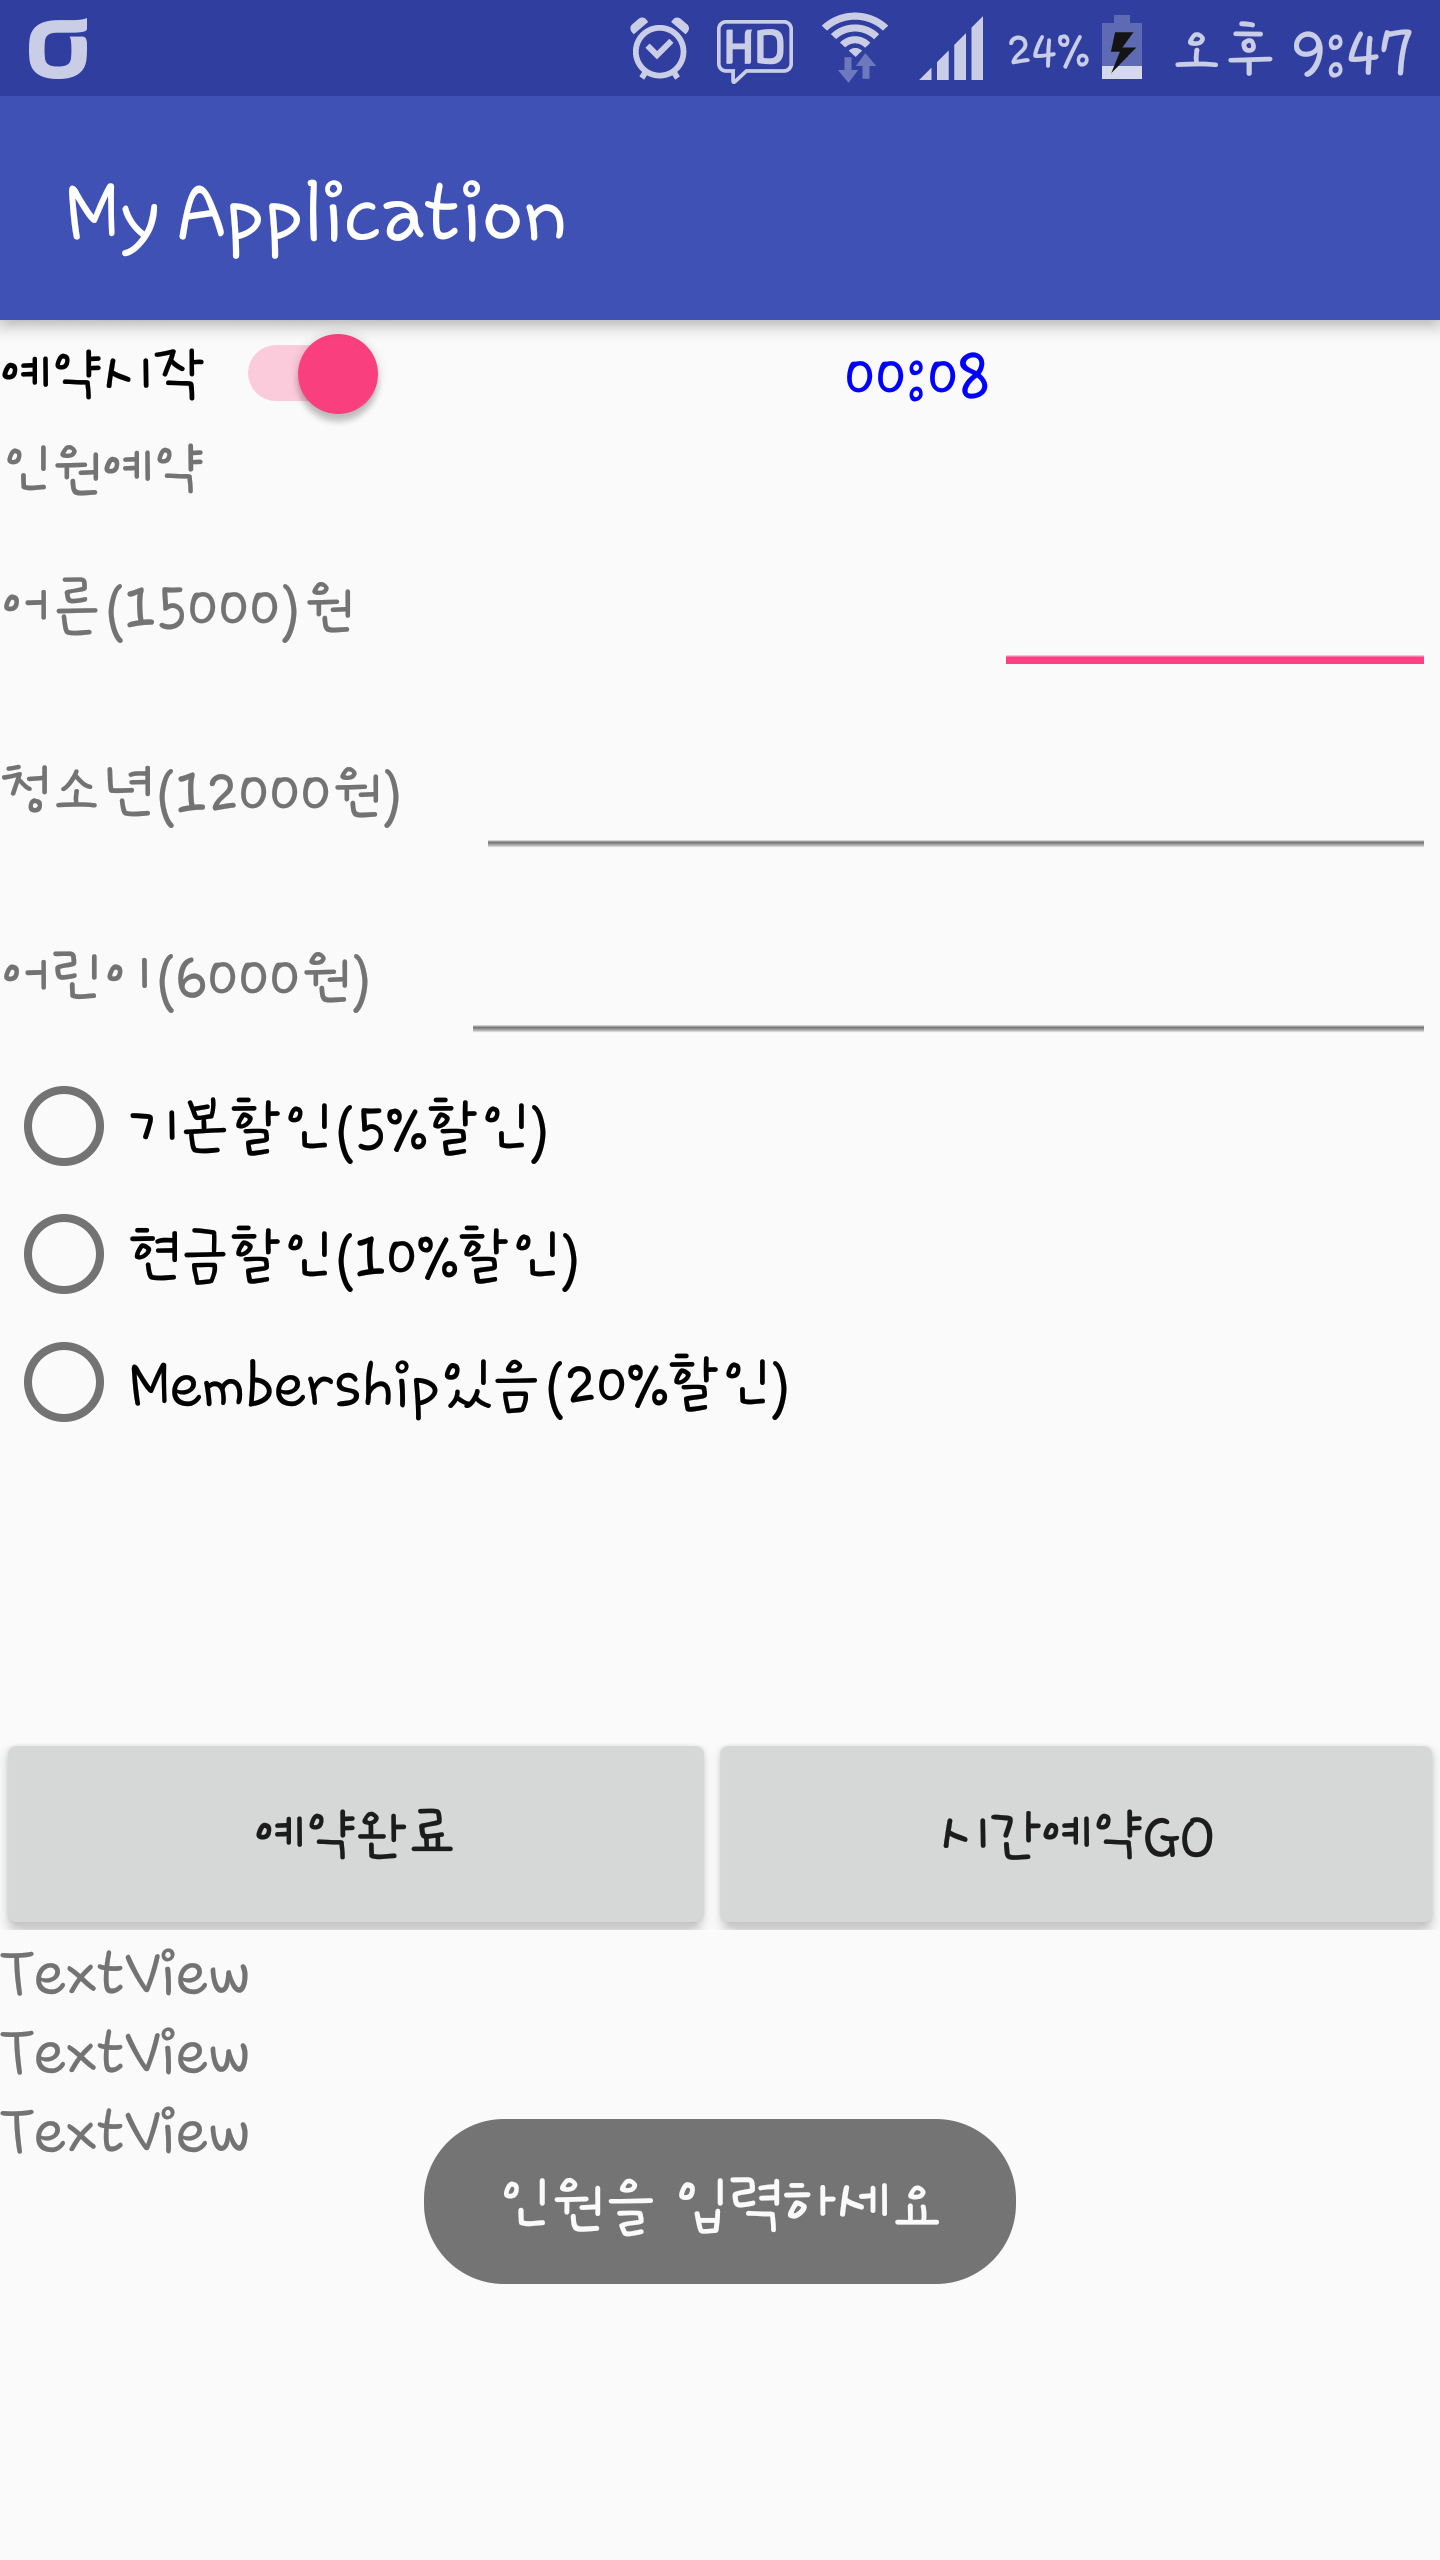 HD 24% 오후 9:47
My Application
예약시작 00:08
인원예약
어른(15000)원
청소년(12000원)
어린이(6000원)
기본할인(5%할인)
현금할인(10%할인)
Membership있음(20%할인)
예약완료 시간예약GO
TextView
TextView
TextView
인원을 입력하세요